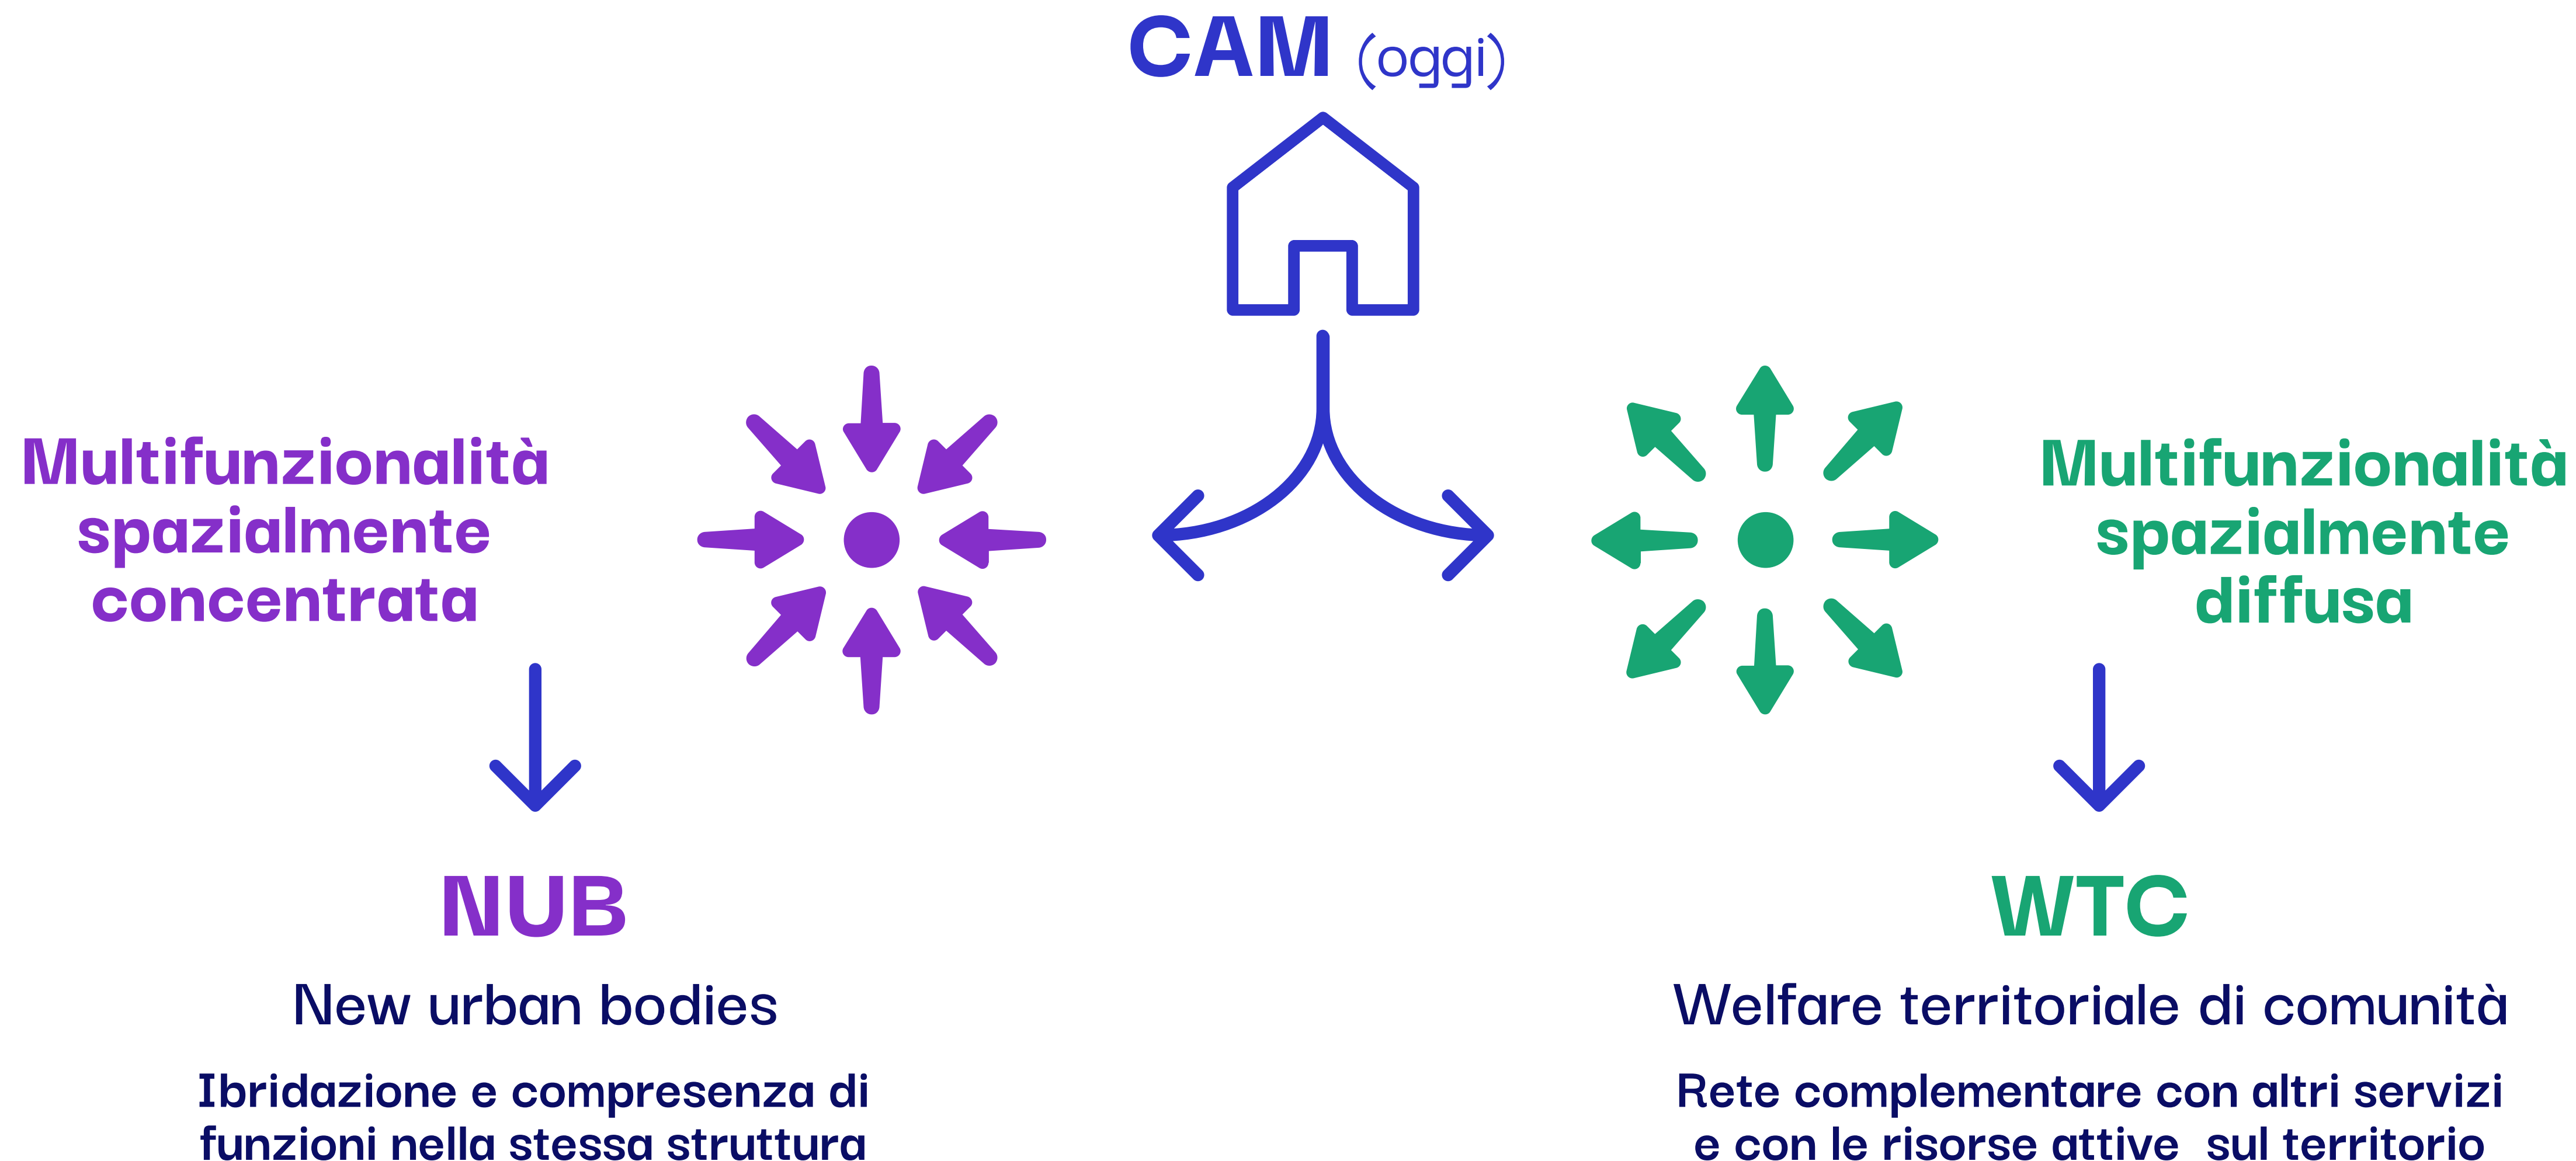 CAM (oggi)
Multifunzionalità
spazialmente
concentrata
Multifunzionalità
spazialmente
diffusa
NUB
New urban bodies
Ibridazione e compresenza di
funzioni nella stessa struttura
WTC
Welfare territoriale di comunità
Rete complementare con altri servizi
e con le risorse attive  sul territorio